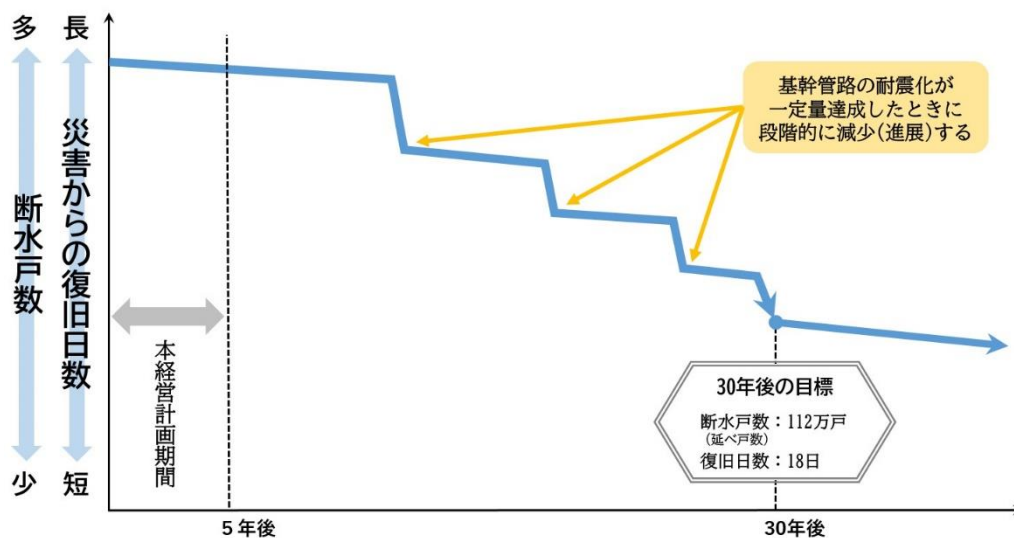 多
長
断水戸数
災害からの復旧日数
少
短
基幹管路の耐震化が
一定量達成したときに
段階的に減少(進展)する
本経営計画期間
30年後の目標
断水戸数：112万戸
(延べ戸数)
復旧日数：18日
5年後
30年後